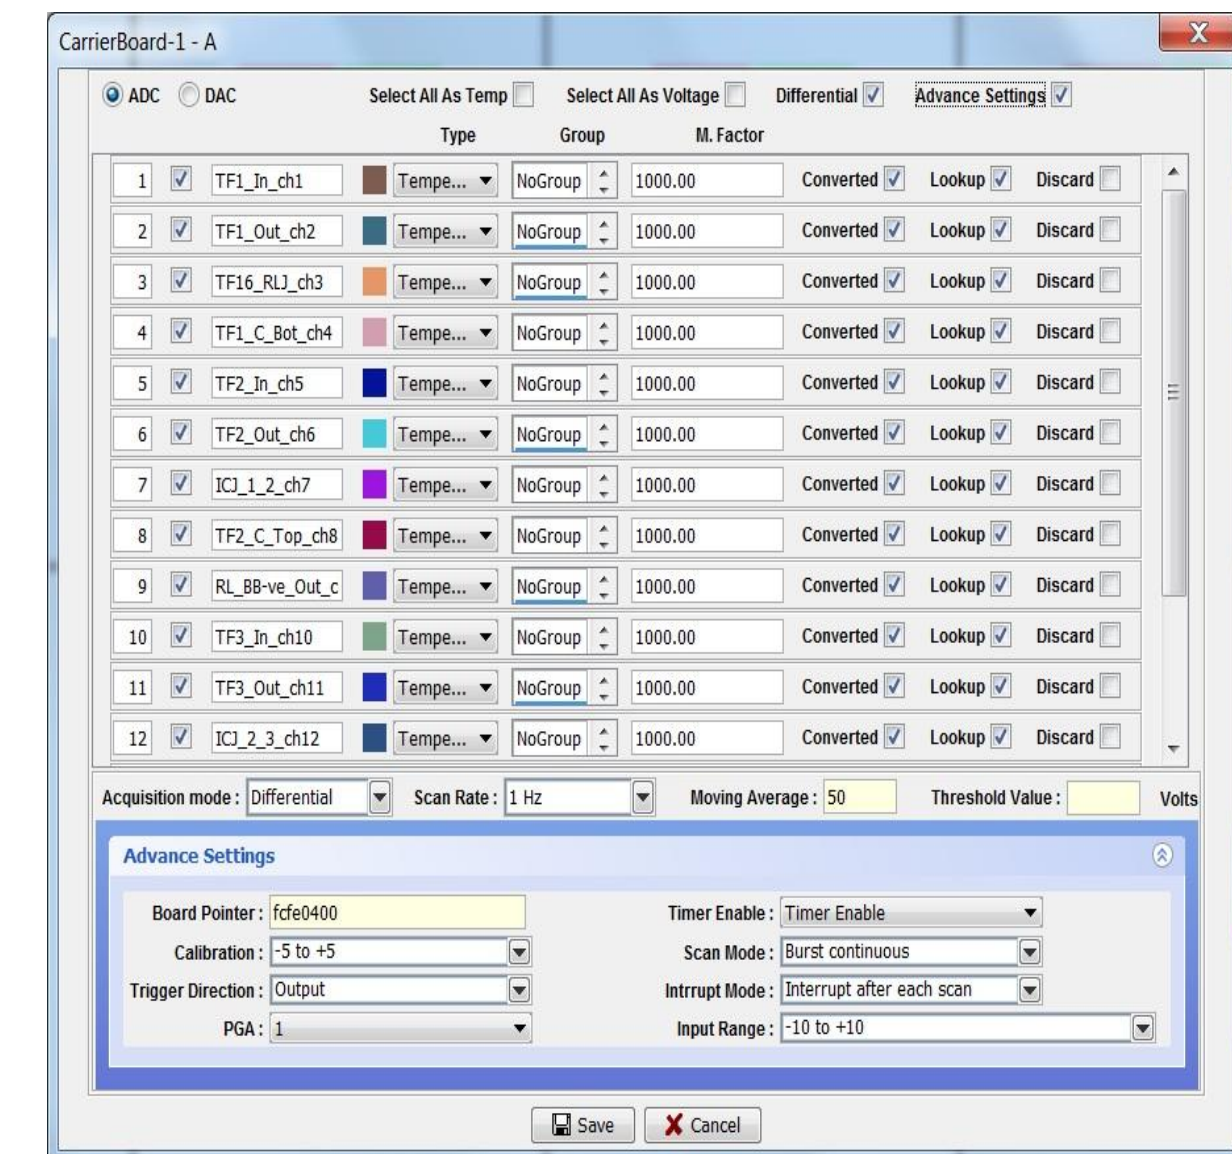 CarrierBoard-1 - A
X
ADC DAC Select All As Temp Select All As Voltage Differential Advance Settings
Type Group M. Factor
1 TF1_In_ch1 Tempe... NoGroup 1000.00 Converted Lookup Discard
2 TF1_Out_ch2 Tempe... NoGroup 1000.00 Converted Lookup Discard
3 TF16_RLJ_ch3 Tempe... NoGroup 1000.00 Converted Lookup Discard
4 TF1_C_Bot_ch4 Tempe... NoGroup 1000.00 Converted Lookup Discard
5 TF2_In_ch5 Tempe... NoGroup 1000.00 Converted Lookup Discard
6 TF2_Out_ch6 Tempe... NoGroup 1000.00 Converted Lookup Discard
7 ICJ_1_2_ch7 Tempe... NoGroup 1000.00 Converted Lookup Discard
8 TF2_C_Top_ch8 Tempe... NoGroup 1000.00 Converted Lookup Discard
9 RL_BB-ve_Out_c Tempe... NoGroup 1000.00 Converted Lookup Discard
10 TF3_In_ch10 Tempe... NoGroup 1000.00 Converted Lookup Discard
11 TF3_Out_ch11 Tempe... NoGroup 1000.00 Converted Lookup Discard
12 ICJ_2_3_ch12 Tempe... NoGroup 1000.00 Converted Lookup Discard
Acquisition mode : Differential Scan Rate : 1 Hz Moving Average : 50 Threshold Value : Volts
Advance Settings
Board Pointer : fcfe0400 Timer Enable : Timer Enable
Calibration : -5 to +5 Scan Mode : Burst continuous
Trigger Direction : Output Intrrupt Mode : Interrupt after each scan
PGA : 1 Input Range : -10 to +10
Save Cancel